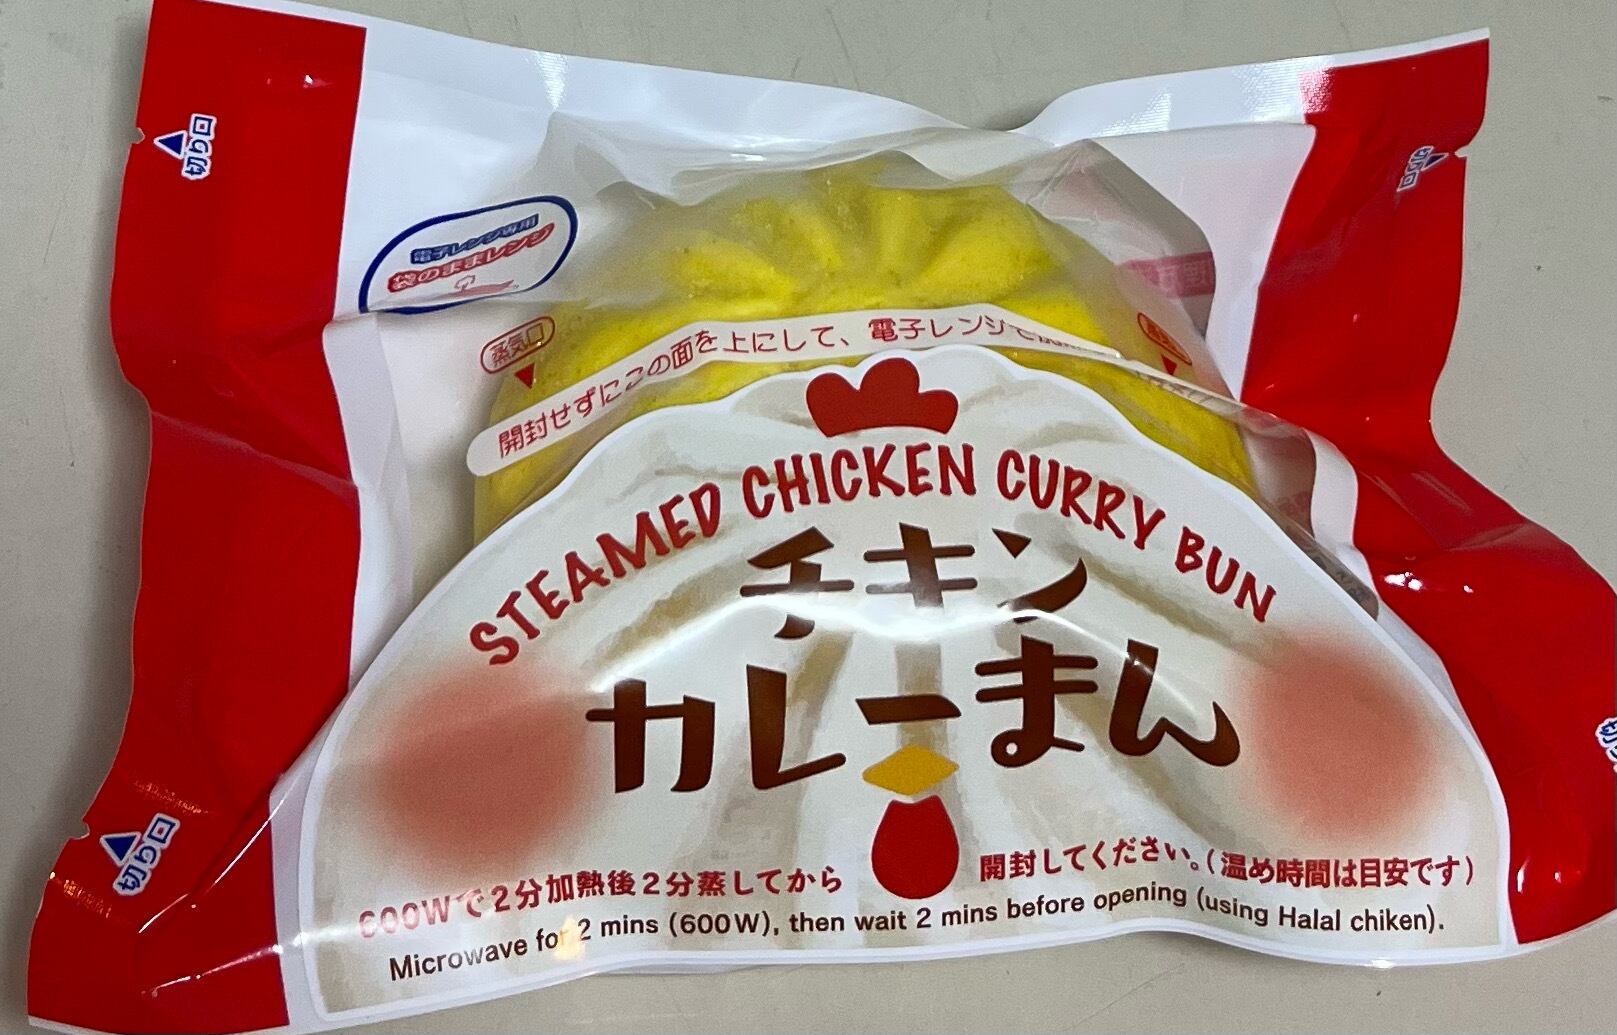 切り口
切り口
電子レンジ専用
袋のままレンジ
蒸気口
開封せずにこの面を上にして、電子レンジで
STEAMED CHICKEN CURRY BUN
チキン
カレーまん
600Wで2分加熱後2分蒸してから
開封してください。(温め時間は目安です)
Microwave for 2 mins (600W), then wait 2 mins before opening (using Halal chiken).
切り口